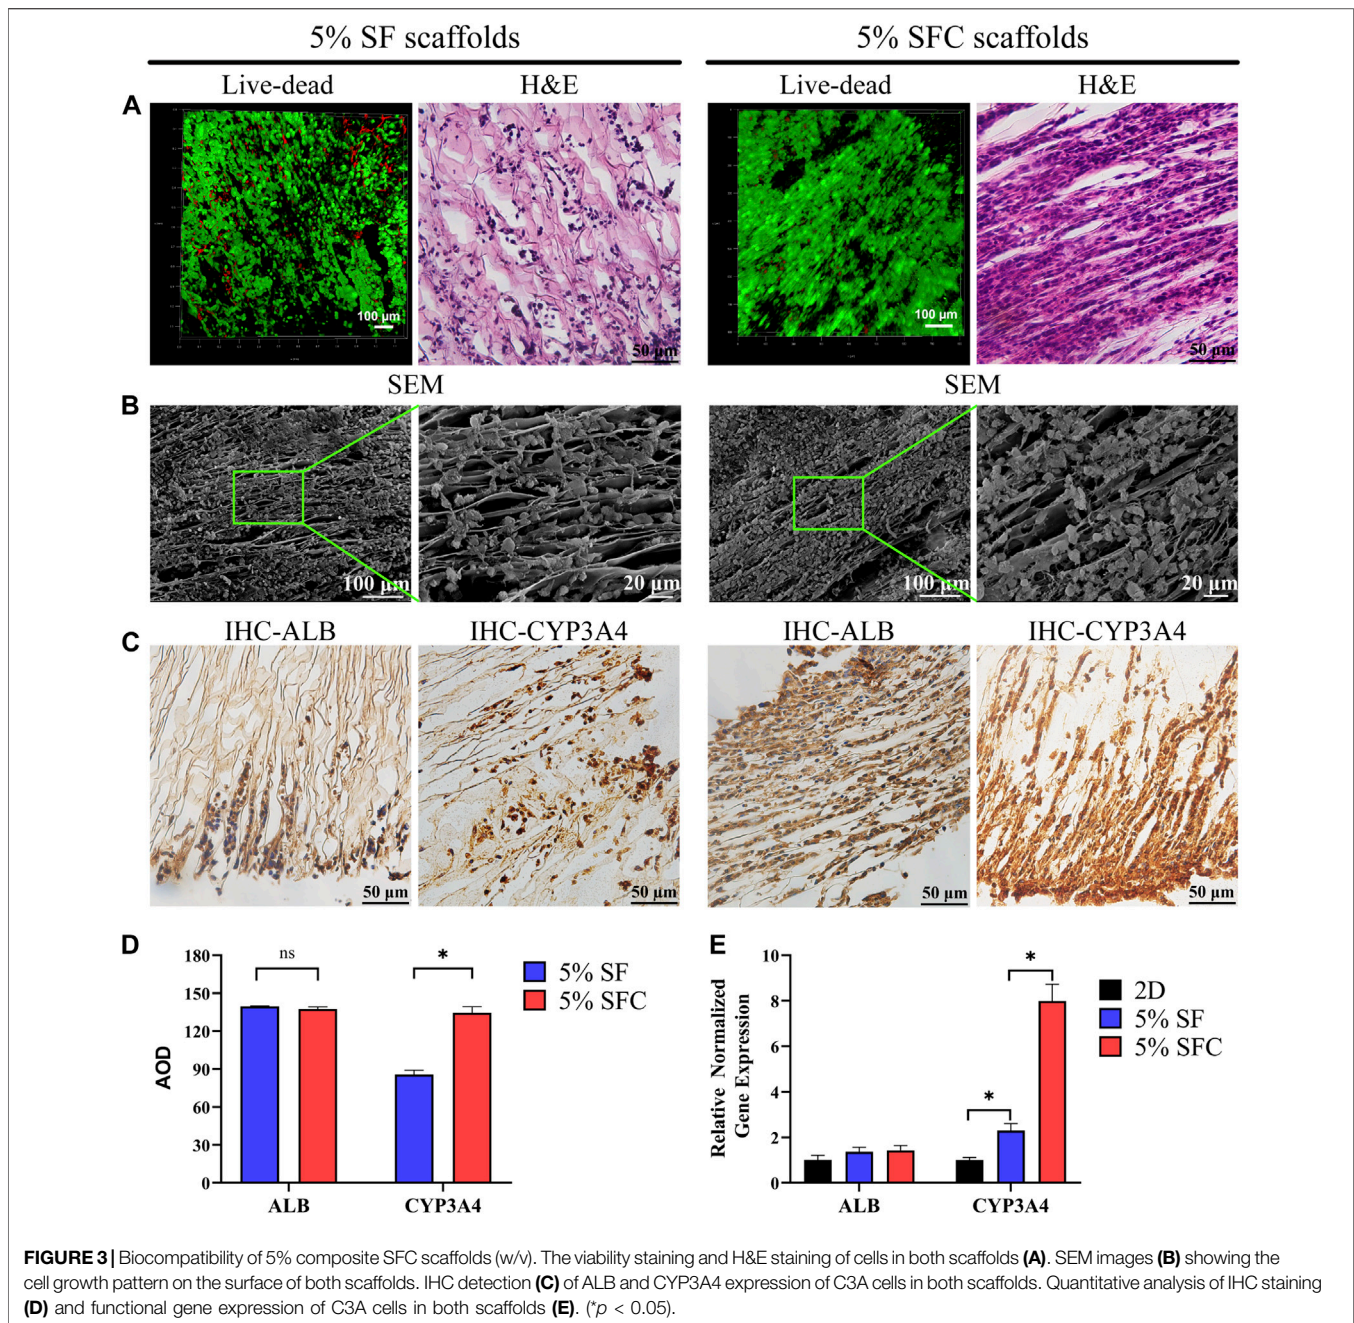 5% SF scaffolds
5% SFC scaffolds
Live-dead
H&E
Live-dead
H&E
A
100 µm
50 µm
100 µm
50 µm
SEM
SEM
B
100 µm
20 µm
100 µm
20 µm
IHC-ALB
IHC-CYP3A4
IHC-ALB
IHC-CYP3A4
C
50 µm
50 µm
50 µm
50 µm
D
180
150
120
90
60
30
0
AOD
ns
*
ALB
CYP3A4
5% SF
5% SFC
E
10
8
6
4
2
0
Relative Normalized
Gene Expression
*
*
ALB
CYP3A4
2D
5% SF
5% SFC
FIGURE 3 | Biocompatibility of 5% composite SFC scaffolds (w/v). The viability staining and H&E staining of cells in both scaffolds (A). SEM images (B) showing the
cell growth pattern on the surface of both scaffolds. IHC detection (C) of ALB and CYP3A4 expression of C3A cells in both scaffolds. Quantitative analysis of IHC staining
(D) and functional gene expression of C3A cells in both scaffolds (E). (*p < 0.05).